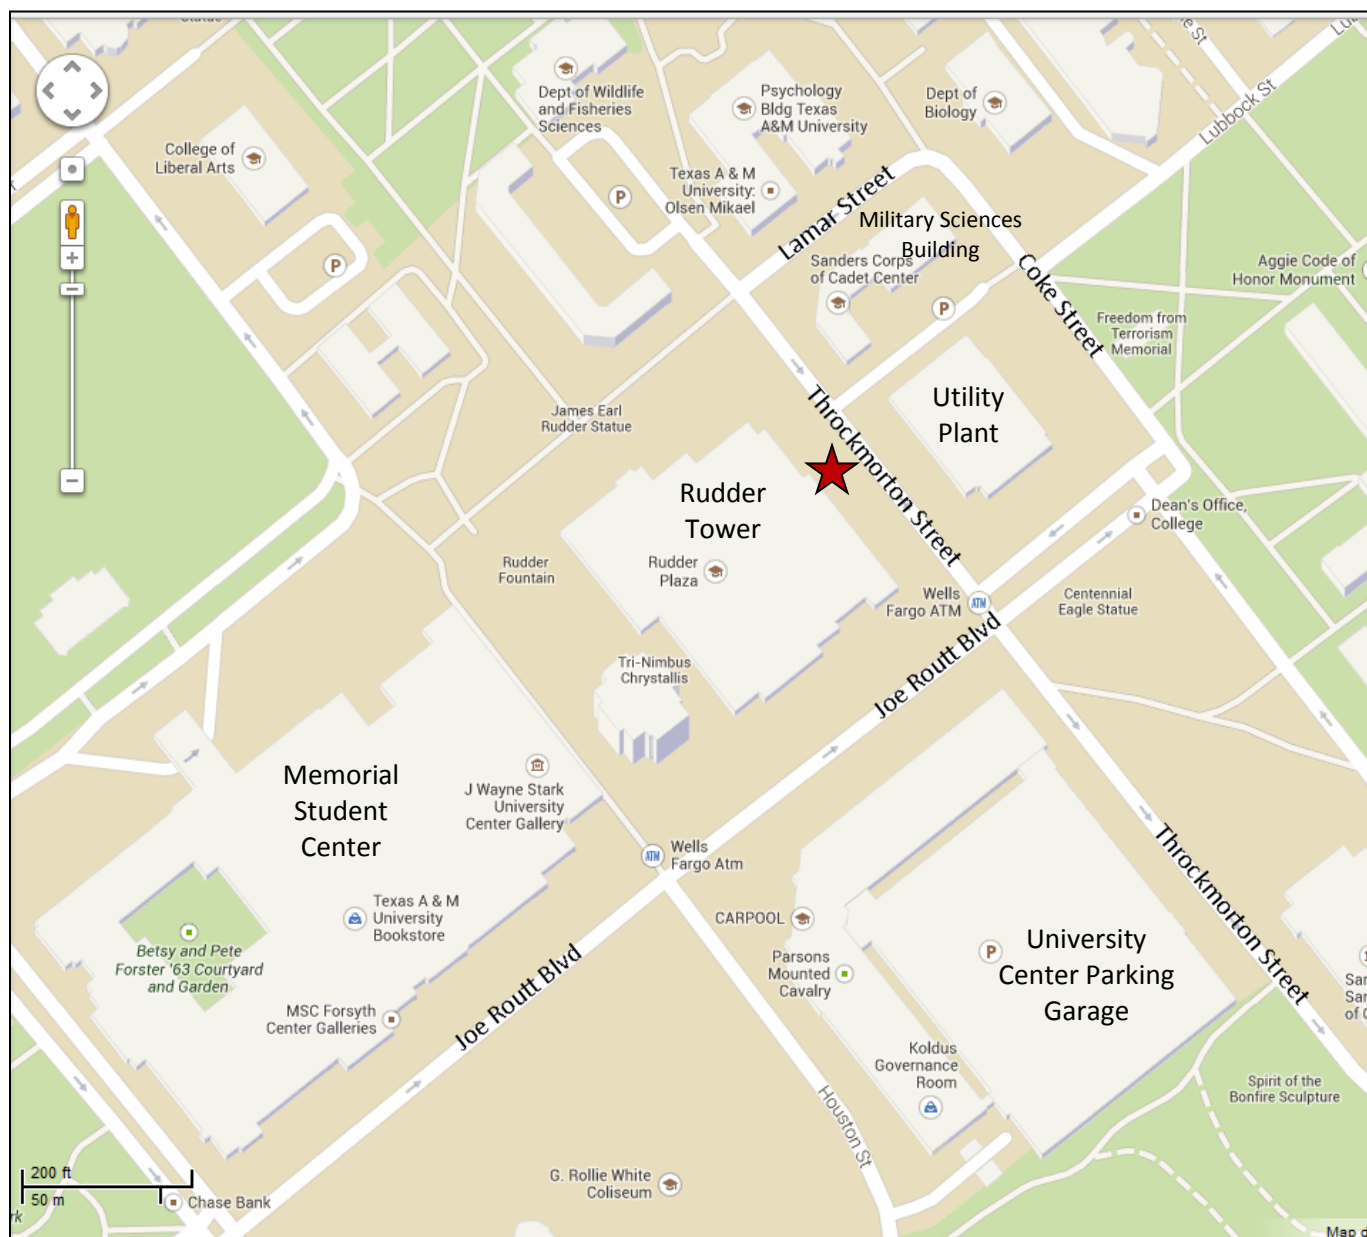 Statue
College of
Liberal Arts
P
Dept of Wildlife
and Fisheries
Sciences
P
Psychology
Bldg Texas
A&M University
Texas A & M
University:
Olsen Mikael
Dept of
Biology
Lubbock St
Lamar Street
Military Sciences
Building
Sanders Corps
of Cadet Center
P
Coke Street
Aggie Code of
Honor Monument
Freedom from
Terrorism
Memorial
James Earl
Rudder Statue
Throckmorton Street
Utility
Plant
Rudder
Tower
Rudder
Plaza
Rudder
Fountain
Dean's Office,
College
Wells
Fargo ATM
ATM
Centennial
Eagle Statue
Joe Routt Blvd
Tri-Nimbus
Chrystallis
Memorial
Student
Center
J Wayne Stark
University
Center Gallery
ATM
Wells
Fargo Atm
Texas A & M
University
Bookstore
Betsy and Pete
Forster '63 Courtyard
and Garden
MSC Forsyth
Center Galleries
Joe Routt Blvd
CARPOOL
Parsons
Mounted
Cavalry
P
University
Center Parking
Garage
Throckmorton Street
Koldus
Governance
Room
Houston St
Spirit of the
Bonfire Sculpture
G. Rollie White
Coliseum
200 ft
50 m
Chase Bank
Map d